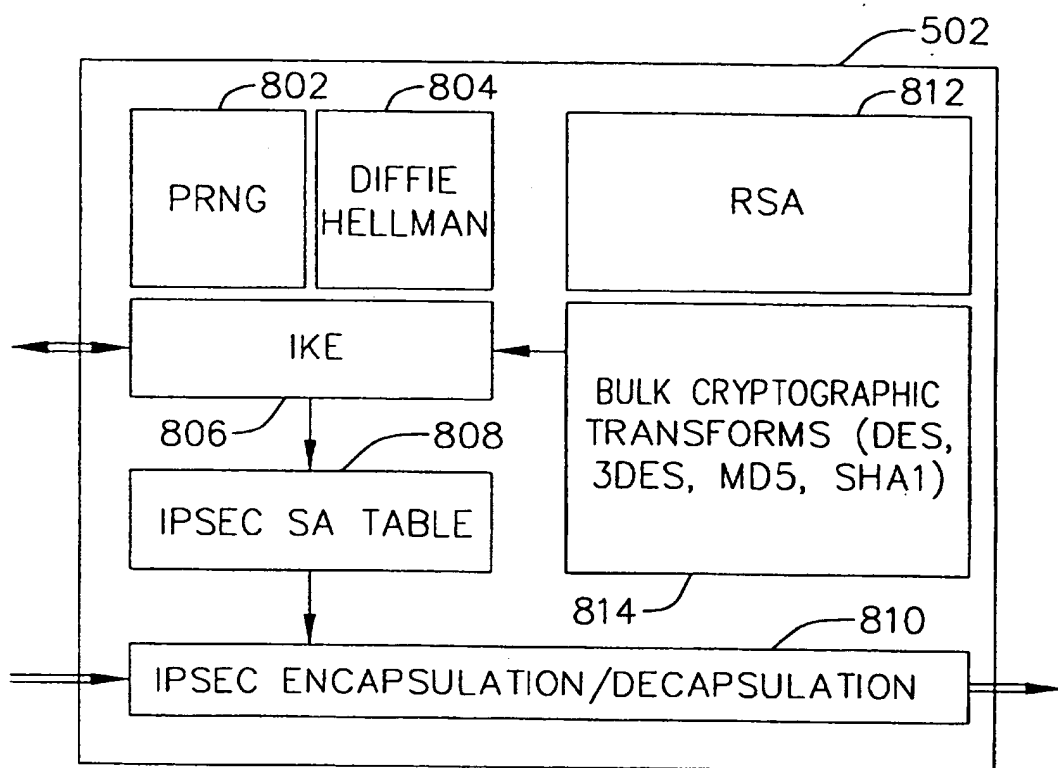 502
802
804
812
PRNG
DIFFIE
HELLMAN
RSA
IKE
806
808
BULK CRYPTOGRAPHIC
TRANSFORMS (DES,
3DES, MD5, SHA1)
IPSEC SA TABLE
814
810
IPSEC ENCAPSULATION/DECAPSULATION